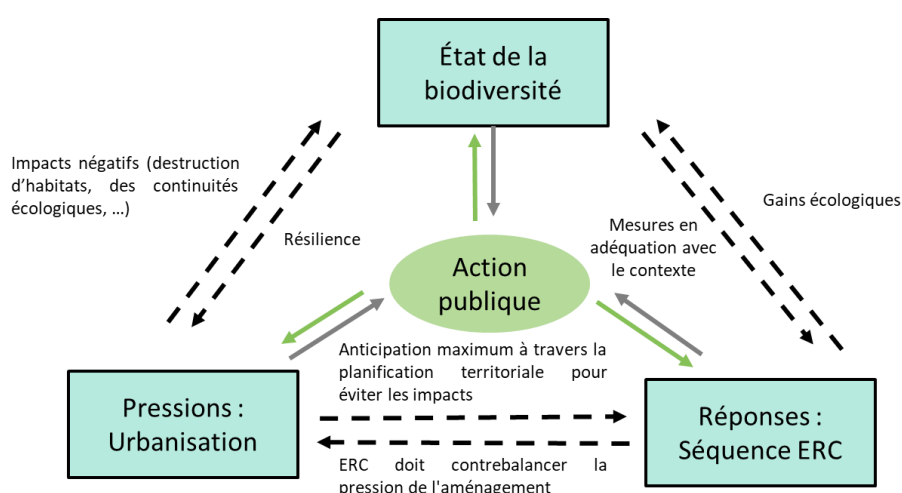 État de la
biodiversité
Impacts négatifs (destruction
d'habitats, des continuités
écologiques, ...)
Gains écologiques
Résilience
Mesures en
adéquation avec
le contexte
Action
publique
Anticipation maximum à travers la
planification territoriale pour
éviter les impacts
Pressions :
Urbanisation
Réponses :
Séquence ERC
ERC doit contrebalancer la
pression de l'aménagement